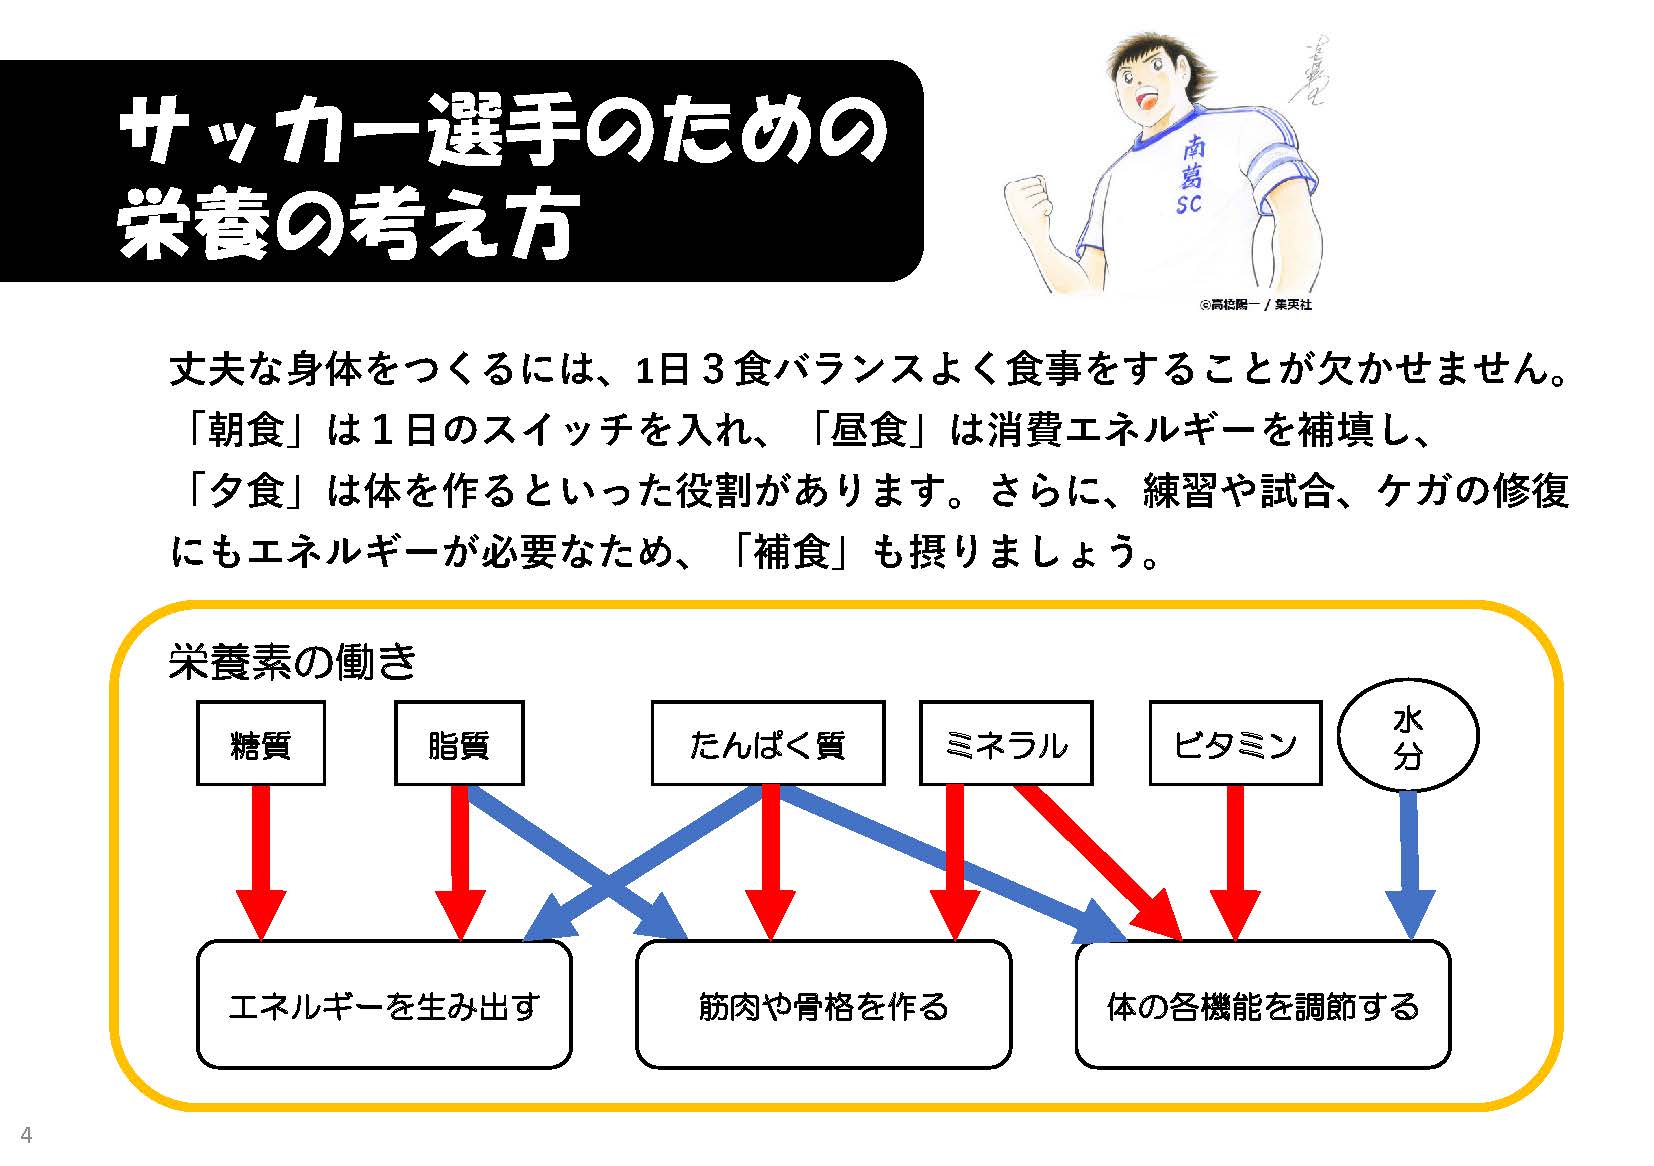 サッカー選手のための
栄養の考え方
南葛
SC
©高橋陽一 / 集英社
丈夫な身体をつくるには、1日３食バランスよく食事をすることが欠かせません。
「朝食」は１日のスイッチを入れ、「昼食」は消費エネルギーを補填し、
「夕食」は体を作るといった役割があります。さらに、練習や試合、ケガの修復
にもエネルギーが必要なため、「補食」も摂りましょう。
栄養素の働き
糖質
脂質
たんぱく質
ミネラル
ビタミン
水
分
エネルギーを生み出す
筋肉や骨格を作る
体の各機能を調節する
4